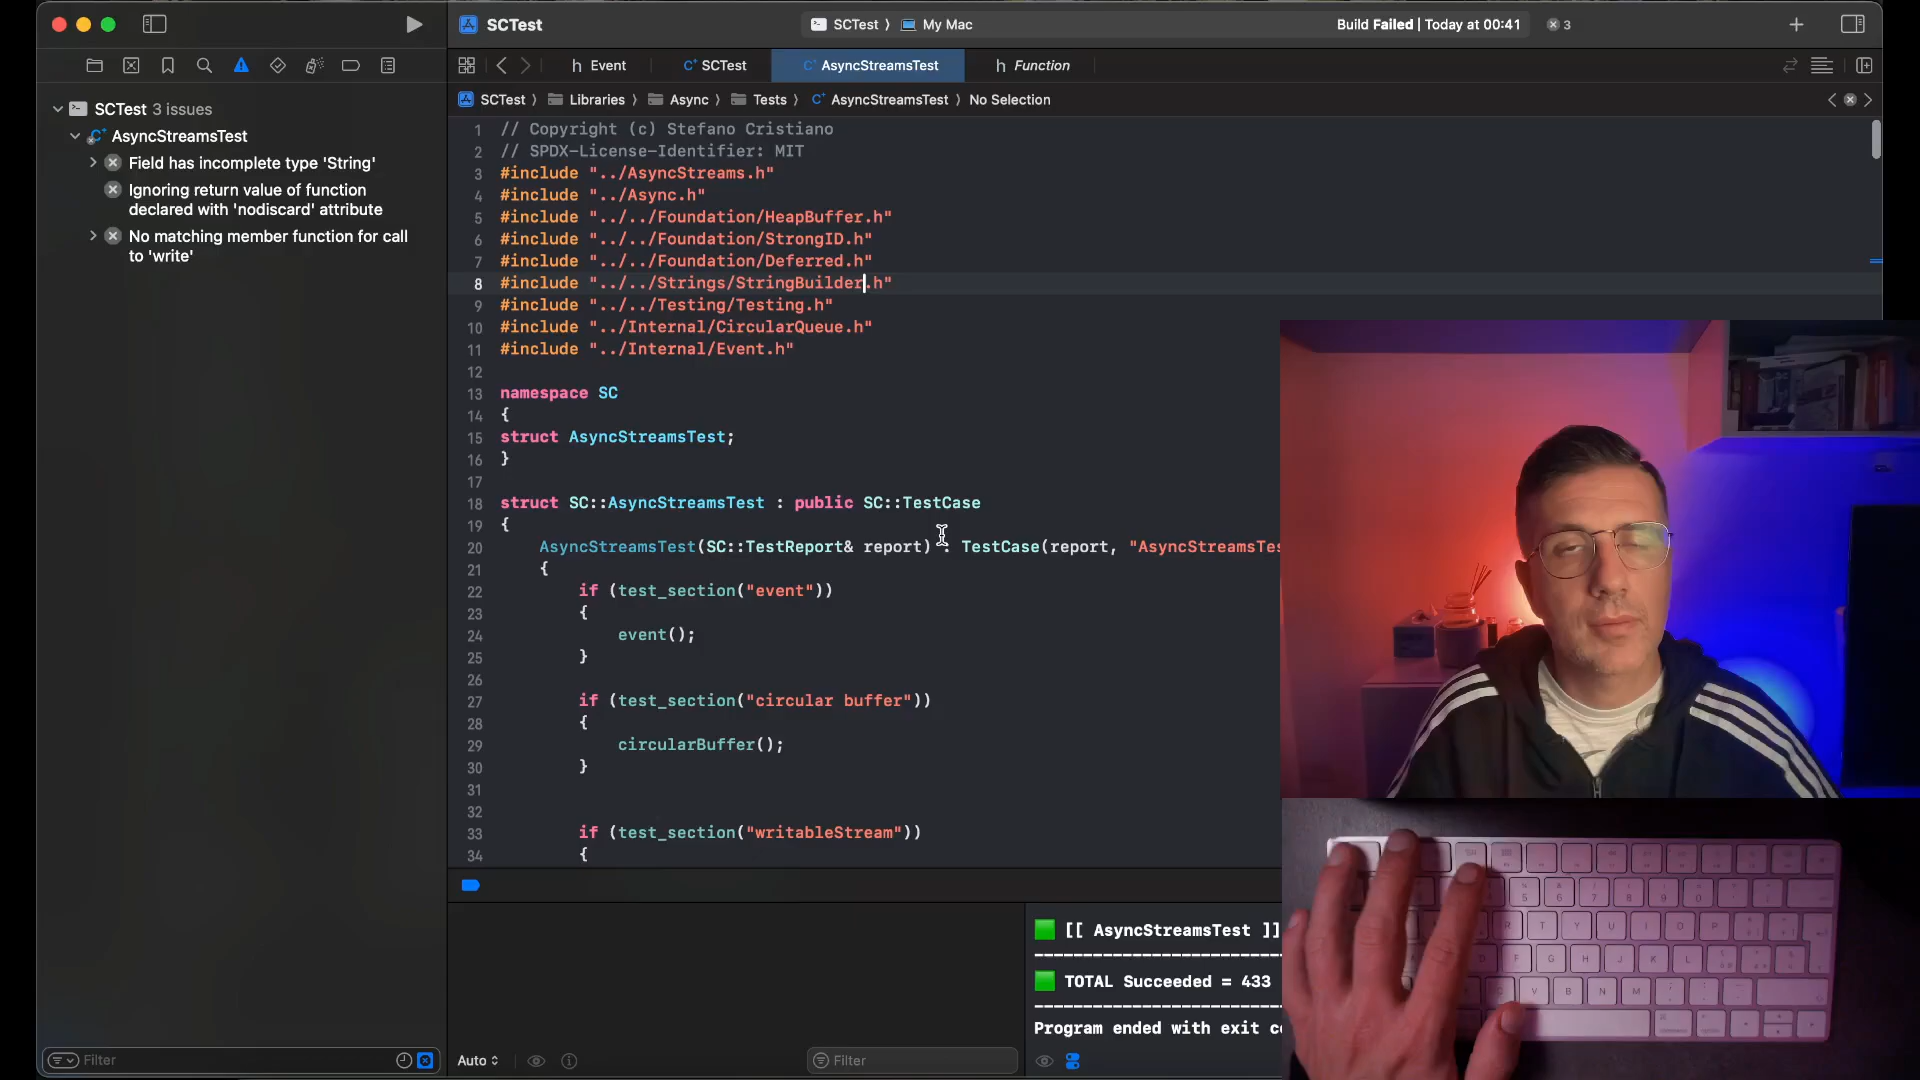 SCTest
SCTest 〉 My Mac
Build Failed | Today at 00:41
3
Event
SCTest
AsyncStreamsTest
Function
SCTest 〉 Libraries 〉 Async 〉 Tests 〉 AsyncStreamsTest 〉 No Selection
SCTest 3 issues
AsyncStreamsTest
Field has incomplete type 'String'
Ignoring return value of function
declared with 'nodiscard' attribute
No matching member function for call
to 'write'
1 // Copyright (c) Stefano Cristiano
2 // SPDX-License-Identifier: MIT
3 #include "../AsyncStreams.h"
4 #include "../Async.h"
5 #include "../../Foundation/HeapBuffer.h"
6 #include "../../Foundation/StrongID.h"
7 #include "../../Foundation/Deferred.h"
8 #include "../../Strings/StringBuilder.h"
9 #include "../../Testing/Testing.h"
10 #include "../Internal/CircularQueue.h"
11 #include "../Internal/Event.h"
12
13 namespace SC
14 {
15 struct AsyncStreamsTest;
16 }
17
18 struct SC::AsyncStreamsTest : public SC::TestCase
19 {
20 AsyncStreamsTest(SC::TestReport& report) : TestCase(report, "AsyncStreamsTes
21 {
22 if (test_section("event"))
23 {
24 event();
25 }
26
27 if (test_section("circular buffer"))
28 {
29 circularBuffer();
30 }
31
32
33 if (test_section("writableStream"))
34 {
[[ AsyncStreamsTest ]]
TOTAL Succeeded = 433
Program ended with exit co
Filter
Auto
Filter